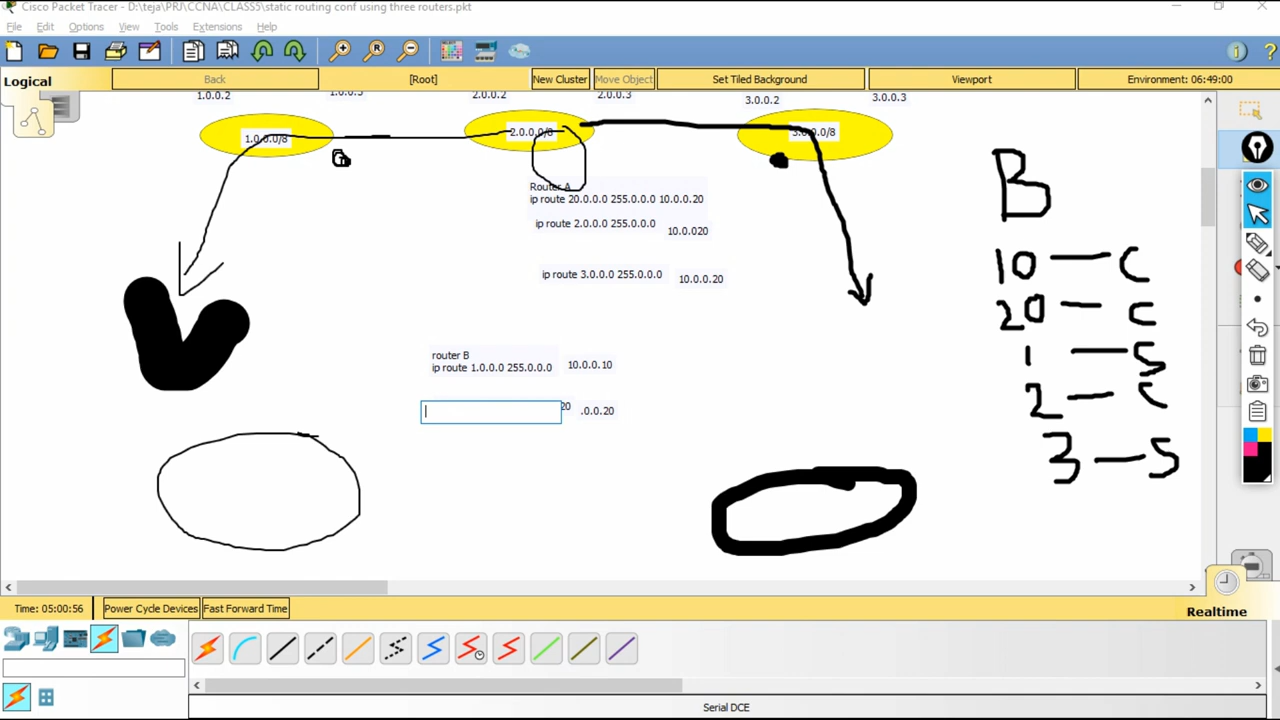 Cisco Packet Tracer - D:\teja\PRJ\CCNA\CLASS5\static routing conf using three routers.pkt
File Edit Options View Tools Extensions Help
Logical Back [Root] New Cluster Move Object Set Tiled Background Viewport Environment: 06:49:00
1.0.0.2 2.0.0.2 2.0.0.3 3.0.0.2 3.0.0.3
1.0.0.0/8 2.0.0.0/8 3.0.0.0/8
Router A
ip route 20.0.0.0 255.0.0.0 10.0.0.20
ip route 2.0.0.0 255.0.0.0 10.0.020
ip route 3.0.0.0 255.0.0.0 10.0.0.20
router B
ip route 1.0.0.0 255.0.0.0 10.0.0.10
20 .0.0.20
B
10 — C
20 — C
1 — S
2 — C
3 — S
Time: 05:00:56 Power Cycle Devices Fast Forward Time
Realtime
Serial DCE